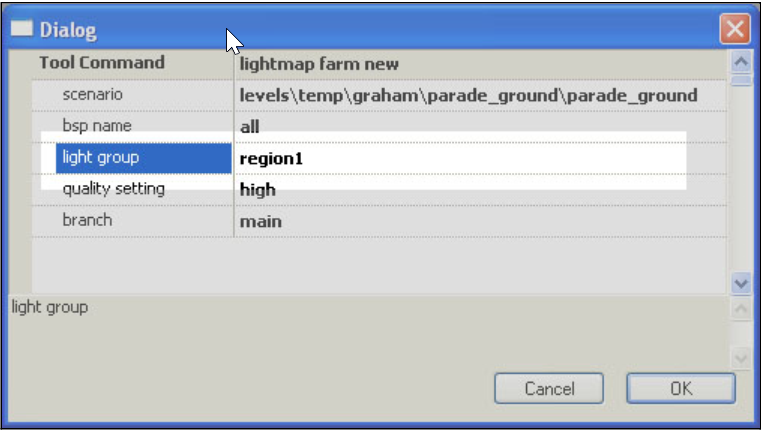 Dialog
Tool Command lightmap farm new
scenario levels\temp\graham\parade_ground\parade_ground
bsp name all
light group region1
quality setting high
branch main
light group
Cancel OK